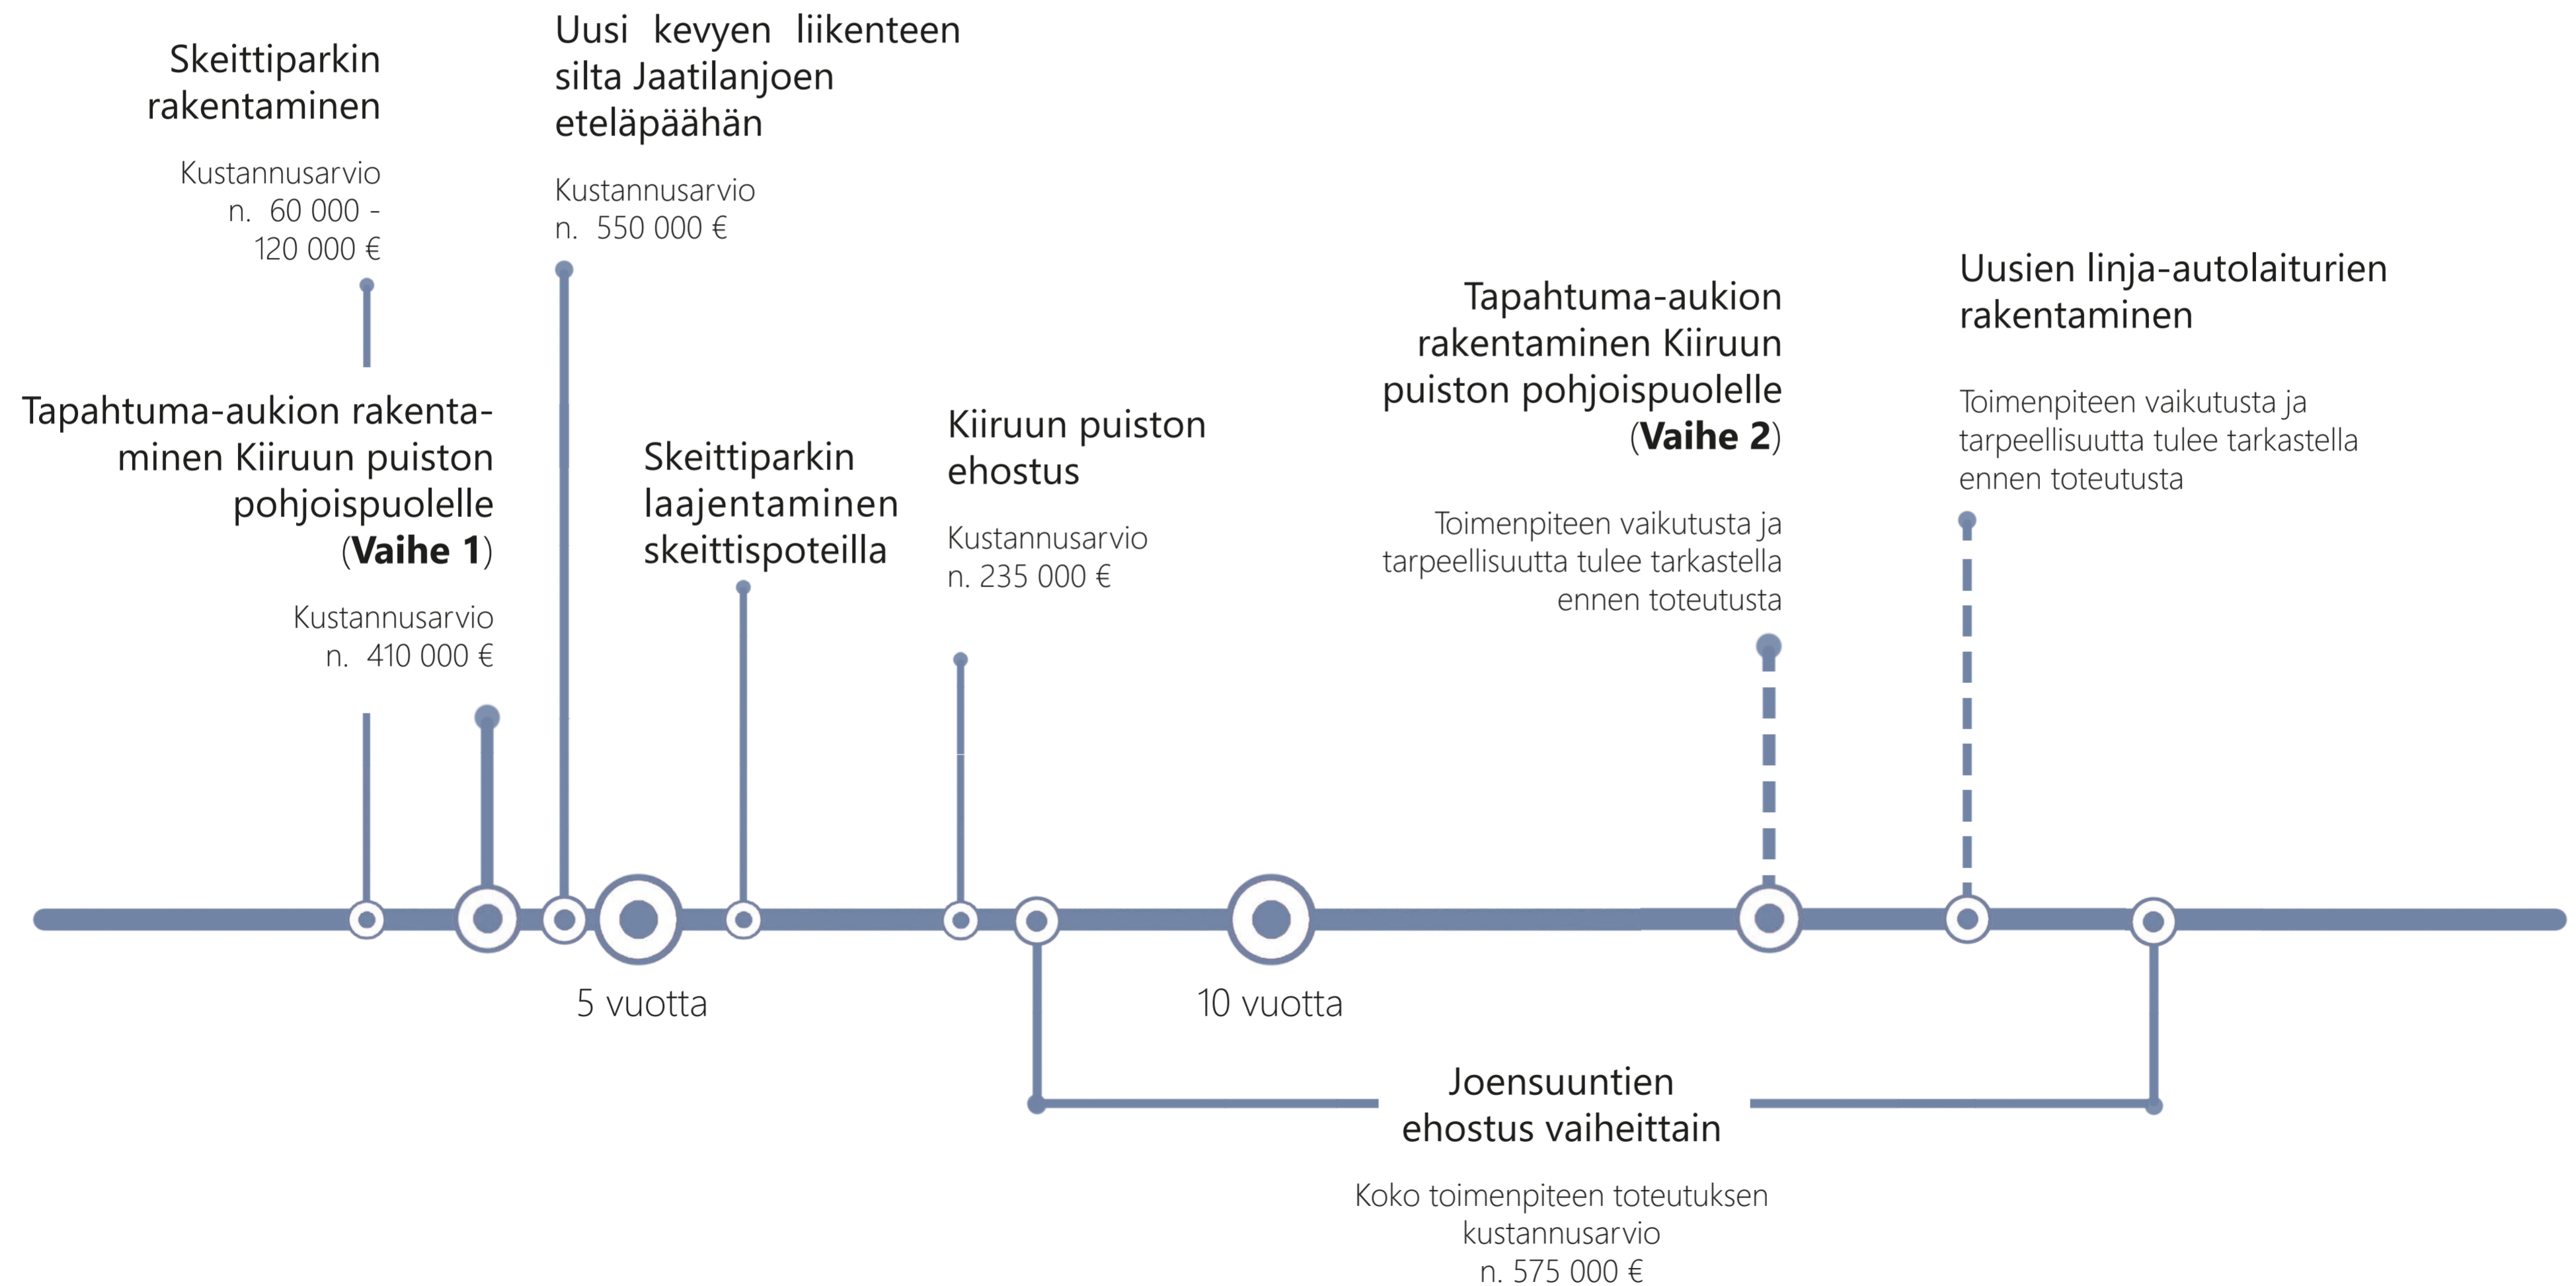 Skeittiparkin
rakentaminen
Kustannusarvio
n. 60 000 -
120 000 €
Uusi kevyen liikenteen
silta Jaatilanjoen
eteläpäähän
Kustannusarvio
n. 550 000 €
Tapahtuma-aukion rakenta-
minen Kiiruun puiston
pohjoispuolelle
(Vaihe 1)
Kustannusarvio
n. 410 000 €
Skeittiparkin
laajentaminen
skeittispoteilla
Kiiruun puiston
ehostus
Kustannusarvio
n. 235 000 €
Tapahtuma-aukion
rakentaminen Kiiruun
puiston pohjoispuolelle
(Vaihe 2)
Toimenpiteen vaikutusta ja
tarpeellisuutta tulee tarkastella
ennen toteutusta
Uusien linja-autolaiturien
rakentaminen
Toimenpiteen vaikutusta ja
tarpeellisuutta tulee tarkastella
ennen toteutusta
5 vuotta
10 vuotta
Joensuuntien
ehostus vaiheittain
Koko toimenpiteen toteutuksen
kustannusarvio
n. 575 000 €